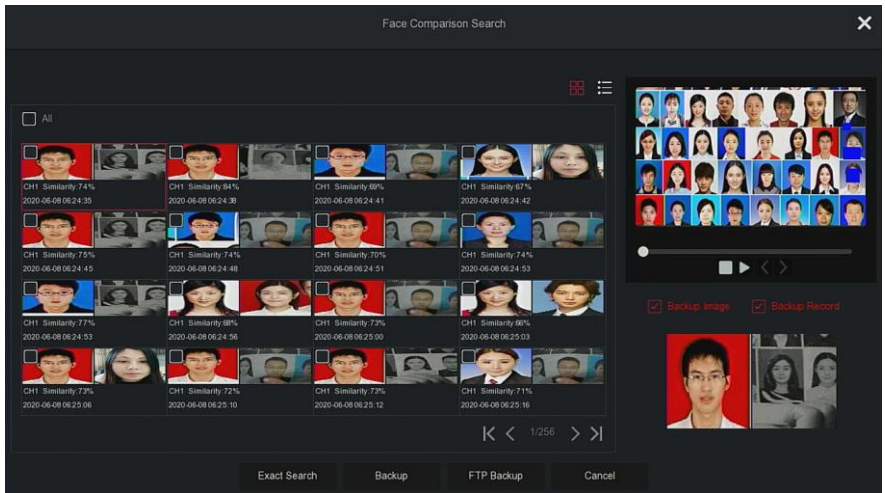 Face Comparison Search
All
CH1 Similarity:74%
2020-06-08 06:24:35
CH1 Similarity:84%
2020-06-08 06:24:38
CH1 Similarity:69%
2020-06-08 06:24:41
CH1 Similarity:67%
2020-06-08 06:24:42
CH1 Similarity:75%
2020-06-08 06:24:45
CH1 Similarity:74%
2020-06-08 06:24:48
CH1 Similarity:70%
2020-06-08 06:24:51
CH1 Similarity:74%
2020-06-08 06:24:53
CH1 Similarity:77%
2020-06-08 06:24:53
CH1 Similarity:68%
2020-06-08 06:24:56
CH1 Similarity:73%
2020-06-08 06:25:00
CH1 Similarity:66%
2020-06-08 06:25:03
CH1 Similarity:73%
2020-06-08 06:25:06
CH1 Similarity:72%
2020-06-08 06:25:10
CH1 Similarity:73%
2020-06-08 06:25:12
CH1 Similarity:71%
2020-06-08 06:25:16
1/256
Backup Image
Backup Record
Exact Search
Backup
FTP Backup
Cancel